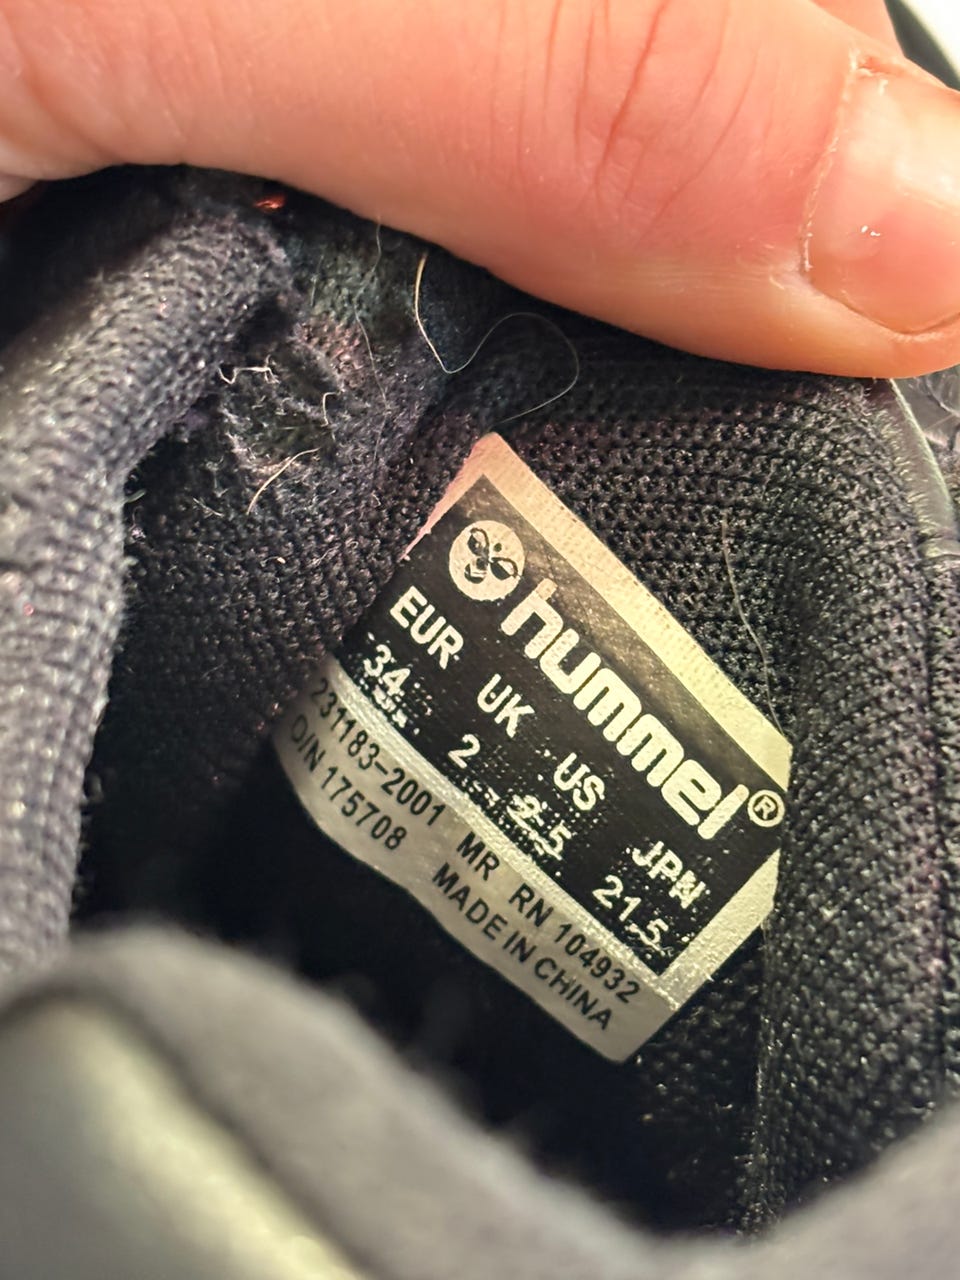 hummel®
EUR UK US JPN
34 2 2.5 21.5
231183-2001 MR RN 104932
O/N 175708 MADE IN CHINA